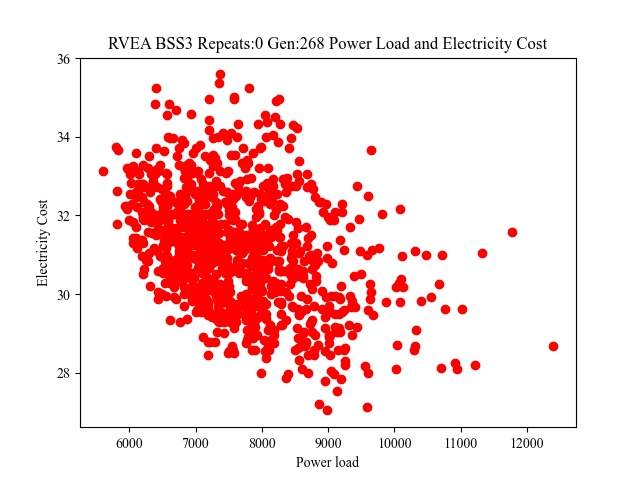 RVEA BSS3 Repeats:0 Gen:268 Power Load and Electricity Cost
36
34
32
30
28
Electricity Cost
6000 7000 8000 9000 10000 11000 12000
Power load